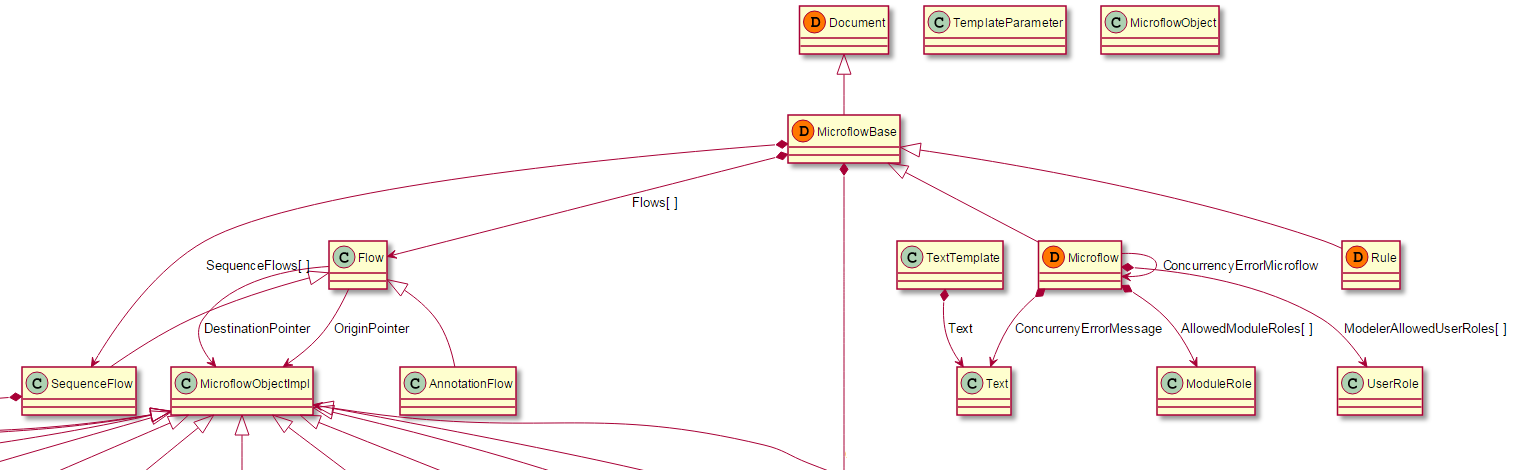 D Document
C TemplateParameter
C MicroflowObject
D MicroflowBase
Flows[ ]
C Flow
SequenceFlows[ ]
C TextTemplate
D Microflow
ConcurrencyErrorMicroflow
D Rule
DestinationPointer
OriginPointer
Text
ConcurrenyErrorMessage
AllowedModuleRoles[ ]
ModelerAllowedUserRoles[ ]
C SequenceFlow
C MicroflowObjectImpl
C AnnotationFlow
C Text
C ModuleRole
C UserRole